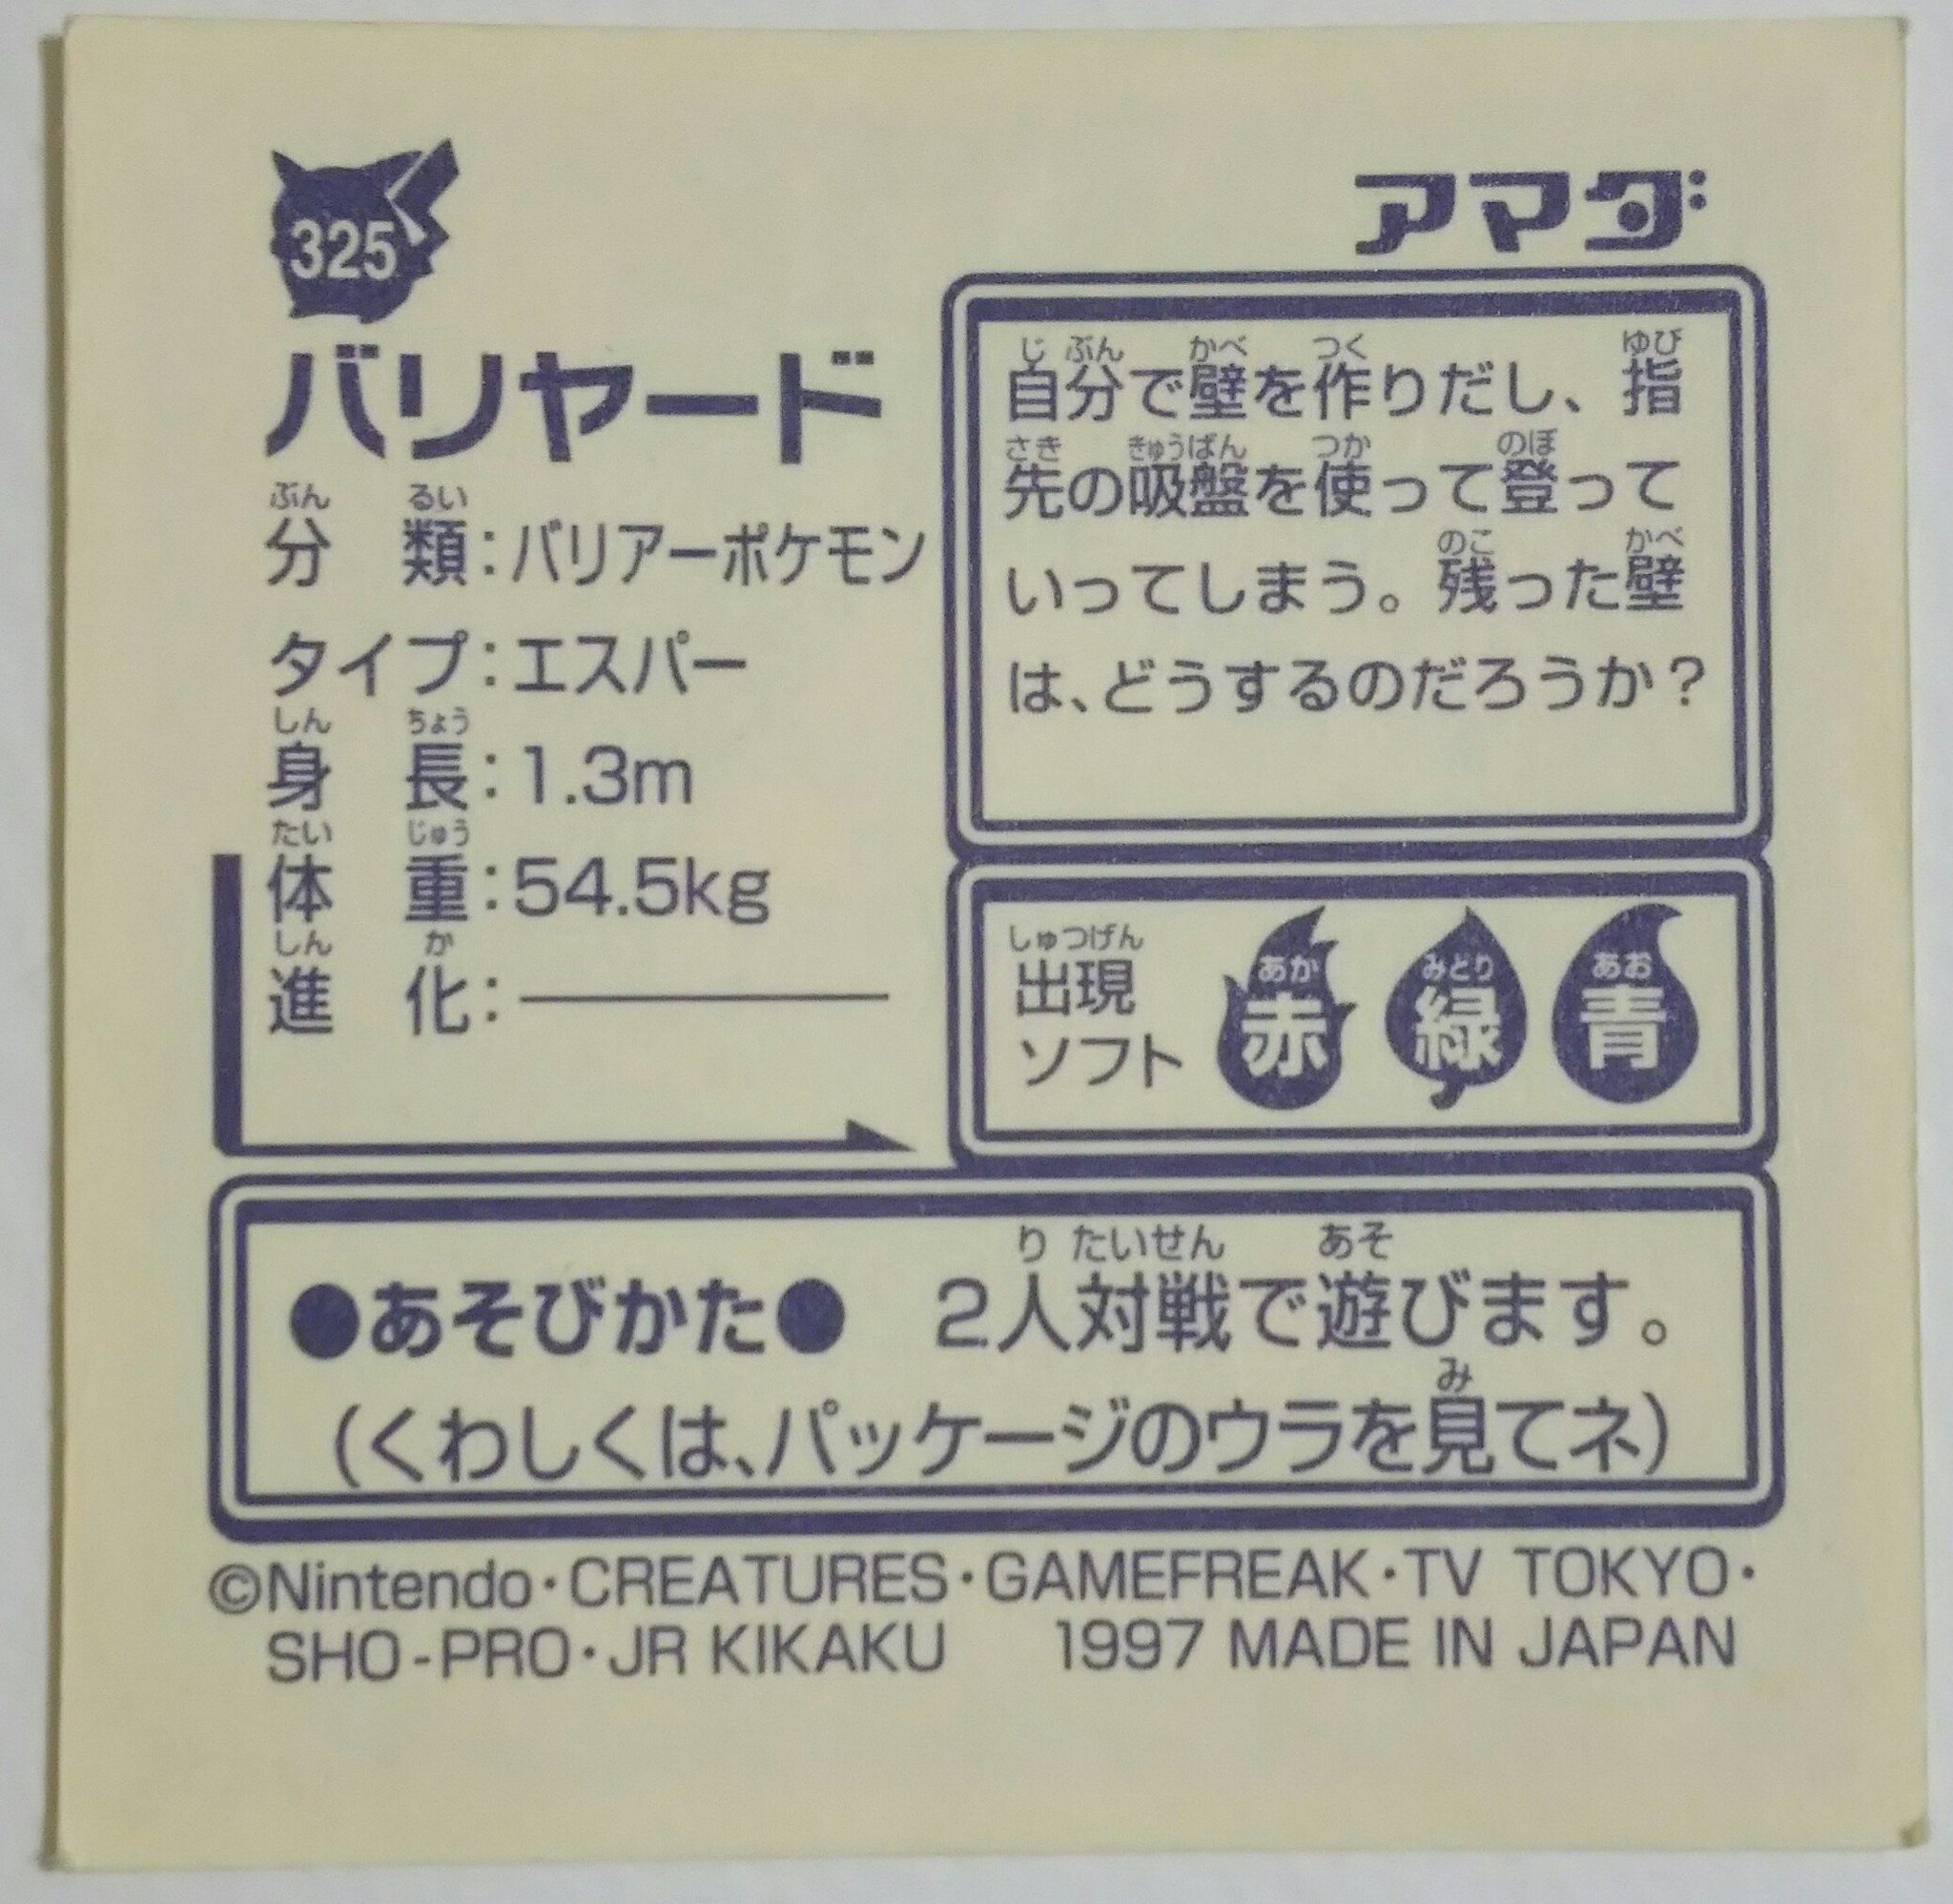 325
アマダ
バリヤード
分類:バリアーポケモン
タイプ:エスパー
身長:1.3m
体重:54.5kg
進化:――――
自分で壁を作りだし、指
先の吸盤を使って登って
いってしまう。残った壁
は、どうするのだろうか？
出現
ソフト
赤 緑 青
●あそびかた● 2人対戦で遊びます。
(くわしくは、パッケージのウラを見てネ)
©Nintendo・CREATURES・GAMEFREAK・TV TOKYO・
SHO-PRO・JR KIKAKU 1997 MADE IN JAPAN